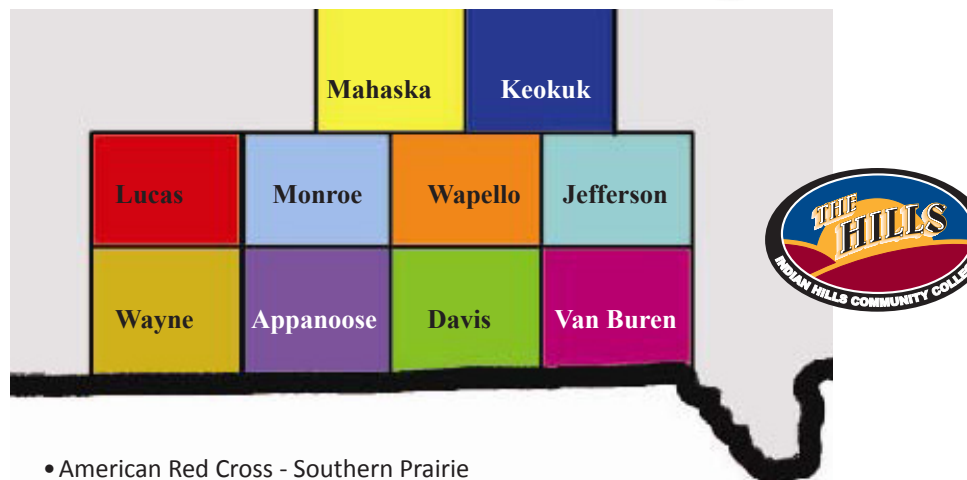 Mahaska Keokuk
Lucas Monroe Wapello Jefferson
THE
HILLS
INDIAN HILLS COMMUNITY
Wayne Appanoose Davis Van Buren
• American Red Cross - Southern Prairie